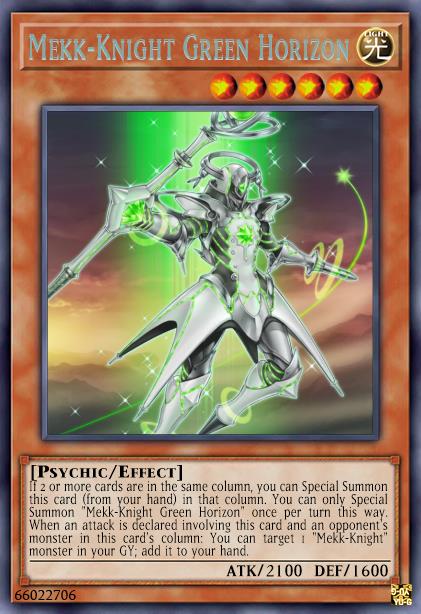 Mekk-Knight Green Horizon
LIGHT
光
[Psychic/Effect]
If 2 or more cards are in the same column, you can Special Summon
this card (from your hand) in that column. You can only Special
Summon "Mekk-Knight Green Horizon" once per turn this way.
When an attack is declared involving this card and an opponent's
monster in this card's column: You can target 1 "Mekk-Knight"
monster in your GY; add it to your hand.
ATK/2100 DEF/1600
66022706